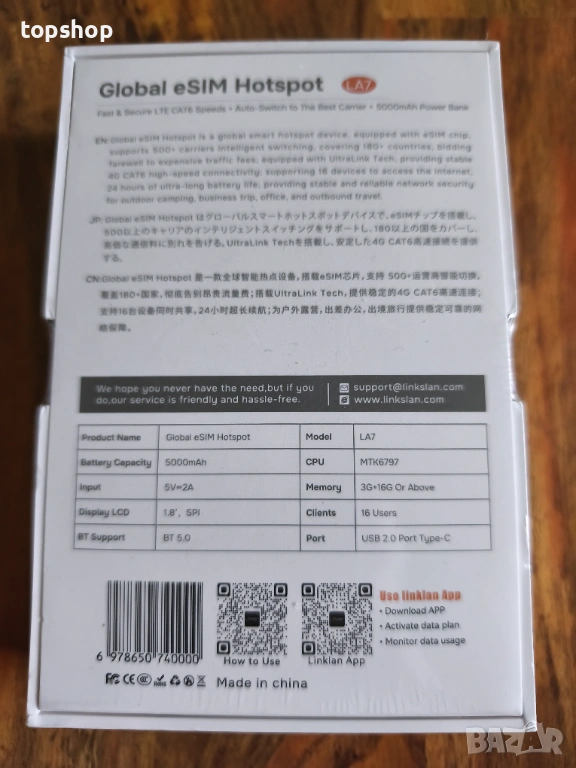 topshop
Global eSIM Hotspot LA7
Fast & Secure LTE CAT6 Speeds • Auto-Switch to The Best Carrier • 5000mAh Power Bank
EN: Global eSIM Hotspot is a global smart hotspot device, equipped with eSIM chip,
supports 500+ carriers intelligent switching, covering 180+ countries, bidding
farewell to expensive traffic fees; equipped with UltraLink Tech, providing stable
4G CAT6 high-speed connectivity; supporting 16 devices to access the internet,
24 hours of ultra-long battery life; providing stable and reliable network security
for outdoor camping, business trip, office, and outbound travel.
JP: Global eSIM Hotspot はグローバルスマートホットスポットデバイスで、eSIMチップを搭載し、
500以上のキャリアのインテリジェントスイッチングをサポートし、180以上の国をカバーし、
高価な通信料に別れを告げる、UltraLink Techを搭載し、安定した4G CAT6高速接続を提供
する。
CN:Global eSIM Hotspot 是一款全球智能热点设备，搭载eSIM芯片，支持 500+运营商智能切换，
覆盖180+国家，彻底告别昂贵流量费；搭载UltraLink Tech，提供稳定的4G CAT6高速连接；
支持16台设备同时共享，24小时超长续航；为户外露营，出差办公，出境旅行提供稳定可靠的网
络保障。
We hope you never have the need,but if you
do,our service is friendly and hassle-free.
support@linkslan.com
www.linkslan.com
Product Name Global eSIM Hotspot Model LA7
Battery Capacity 5000mAh CPU MTK6797
Input 5V=2A Memory 3G+16G Or Above
Display LCD 1.8', SPI Clients 16 Users
BT Support BT 5.0 Port USB 2.0 Port Type-C
Use linklan App
• Download APP
• Activate data plan
• Monitor data usage
6 978650 740000
How to Use
Linklan App
FC CE CCC RoHS
Made in china
BAZAR